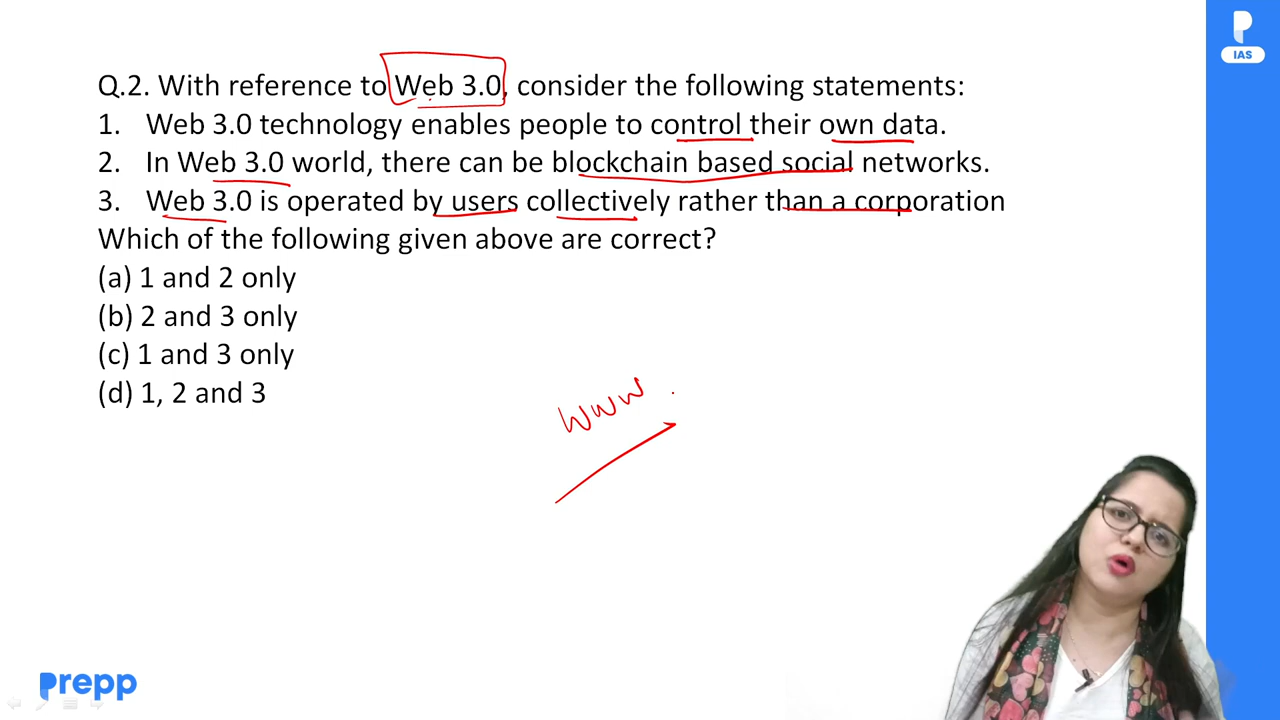 IAS
Q.2. With reference to Web 3.0, consider the following statements:
1. Web 3.0 technology enables people to control their own data.
2. In Web 3.0 world, there can be blockchain based social networks.
3. Web 3.0 is operated by users collectively rather than a corporation
Which of the following given above are correct?
(a) 1 and 2 only
(b) 2 and 3 only
(c) 1 and 3 only
(d) 1, 2 and 3
www.
prepp